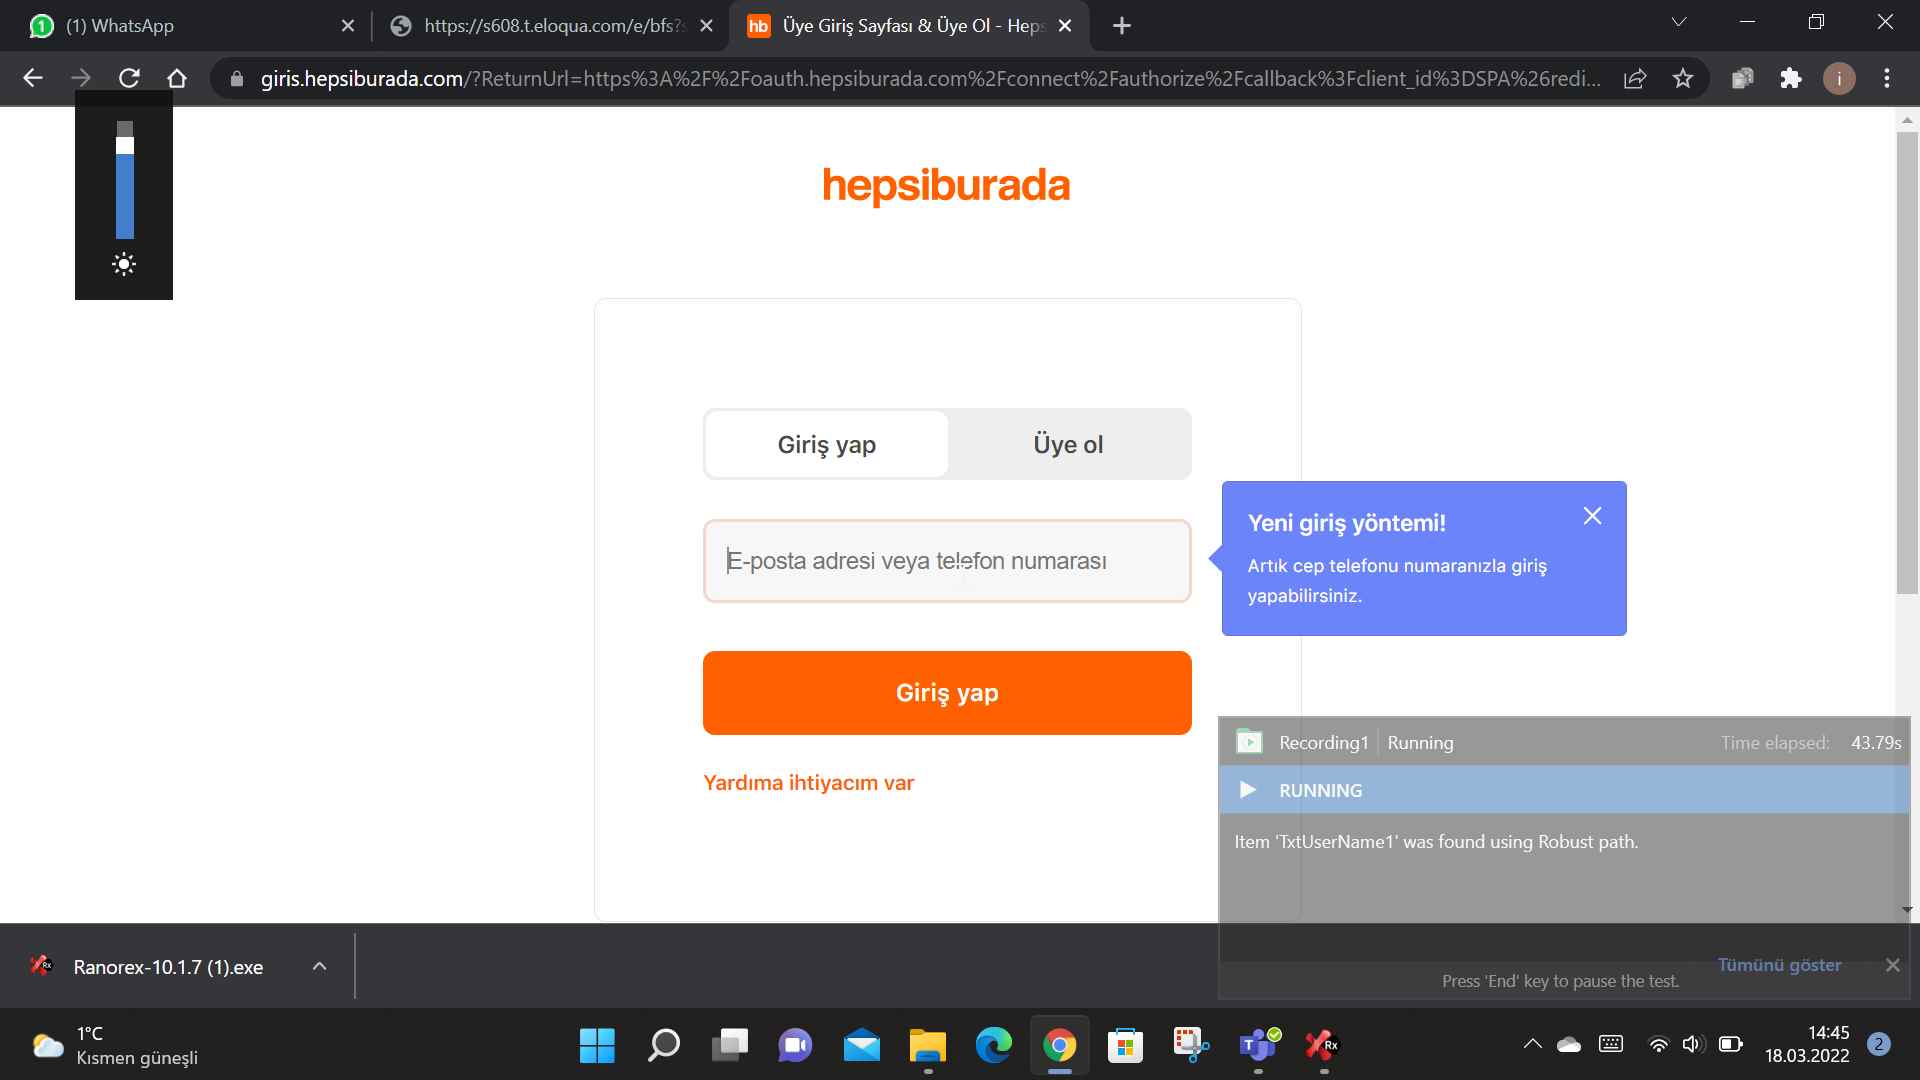 (1) WhatsApp
https://s608.t.eloqua.com/e/bfs?s
hb Üye Giriş Sayfası & Üye Ol - Heps
giris.hepsiburada.com/?ReturnUrl=https%3A%2F%2Foauth.hepsiburada.com%2Fconnect%2Fauthorize%2Fcallback%3Fclient_id%3DSPA%26redi...
i
hepsiburada
Giriş yap
Üye ol
E-posta adresi veya telefon numarası
Yeni giriş yöntemi!
Artık cep telefonu numaranızla giriş
yapabilirsiniz.
Giriş yap
Yardıma ihtiyacım var
Recording1 Running Time elapsed: 43.79s
RUNNING
Item 'TxtUserName1' was found using Robust path.
Ranorex-10.1.7 (1).exe
Tümünü göster
Press 'End' key to pause the test.
1°C
Kısmen güneşli
14:45
18.03.2022
2